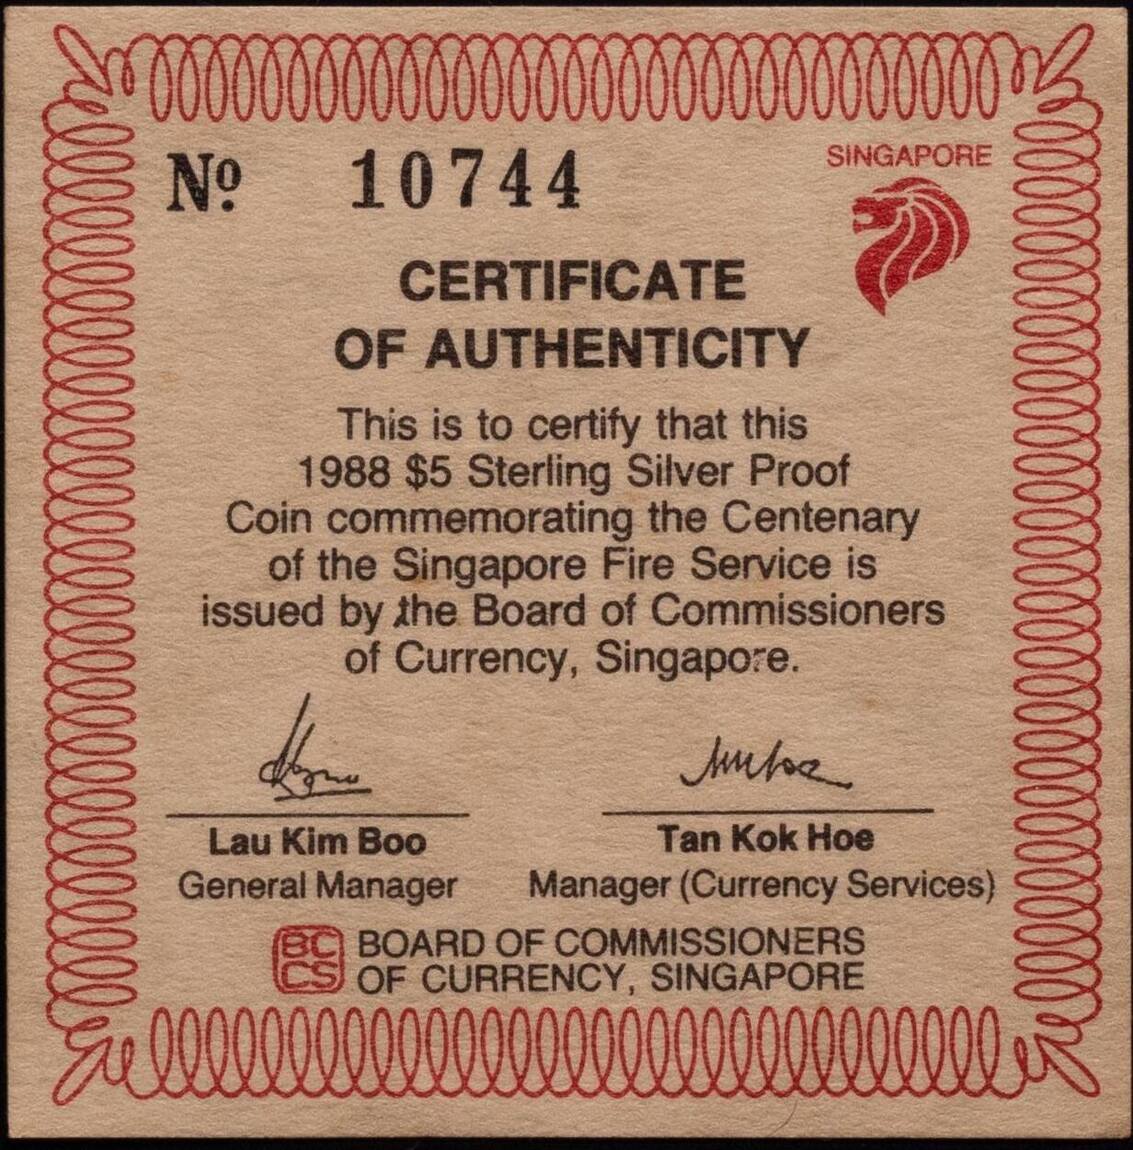 Nº 10744
SINGAPORE
CERTIFICATE
OF AUTHENTICITY
This is to certify that this
1988 $5 Sterling Silver Proof
Coin commemorating the Centenary
of the Singapore Fire Service is
issued by the Board of Commissioners
of Currency, Singapore.
Lau Kim Boo
Tan Kok Hoe
General Manager
Manager (Currency Services)
BC
CS
BOARD OF COMMISSIONERS
OF CURRENCY, SINGAPORE